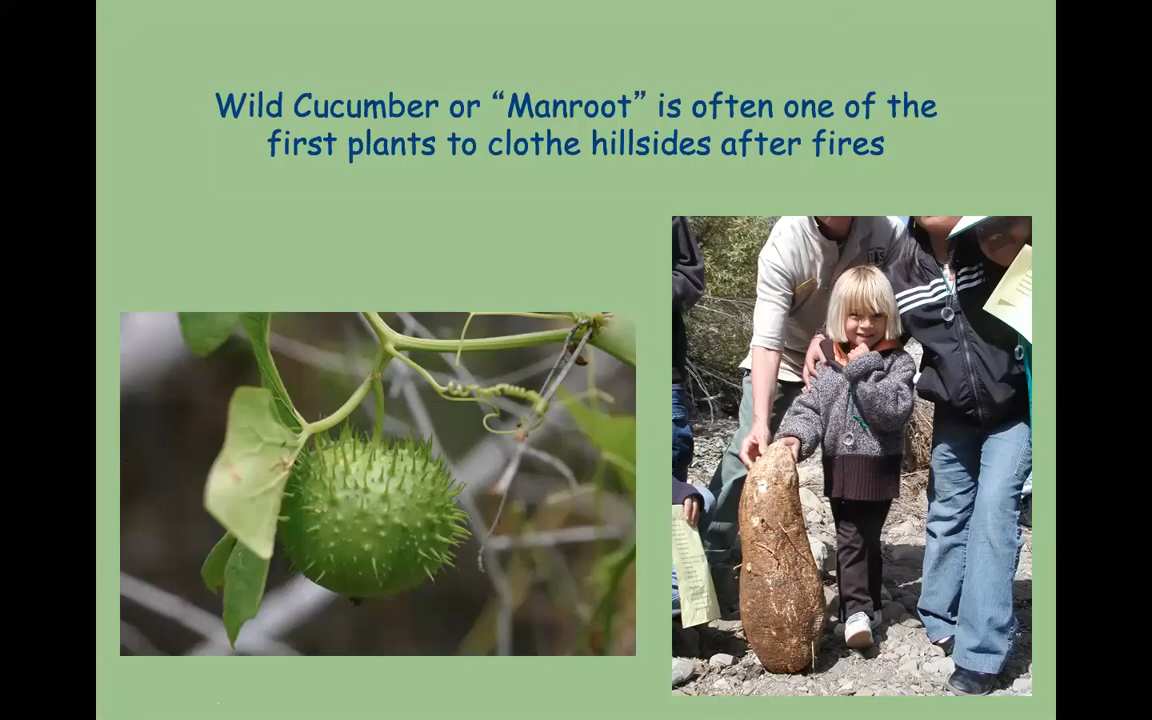 Wild Cucumber or “Manroot” is often one of the
first plants to clothe hillsides after fires